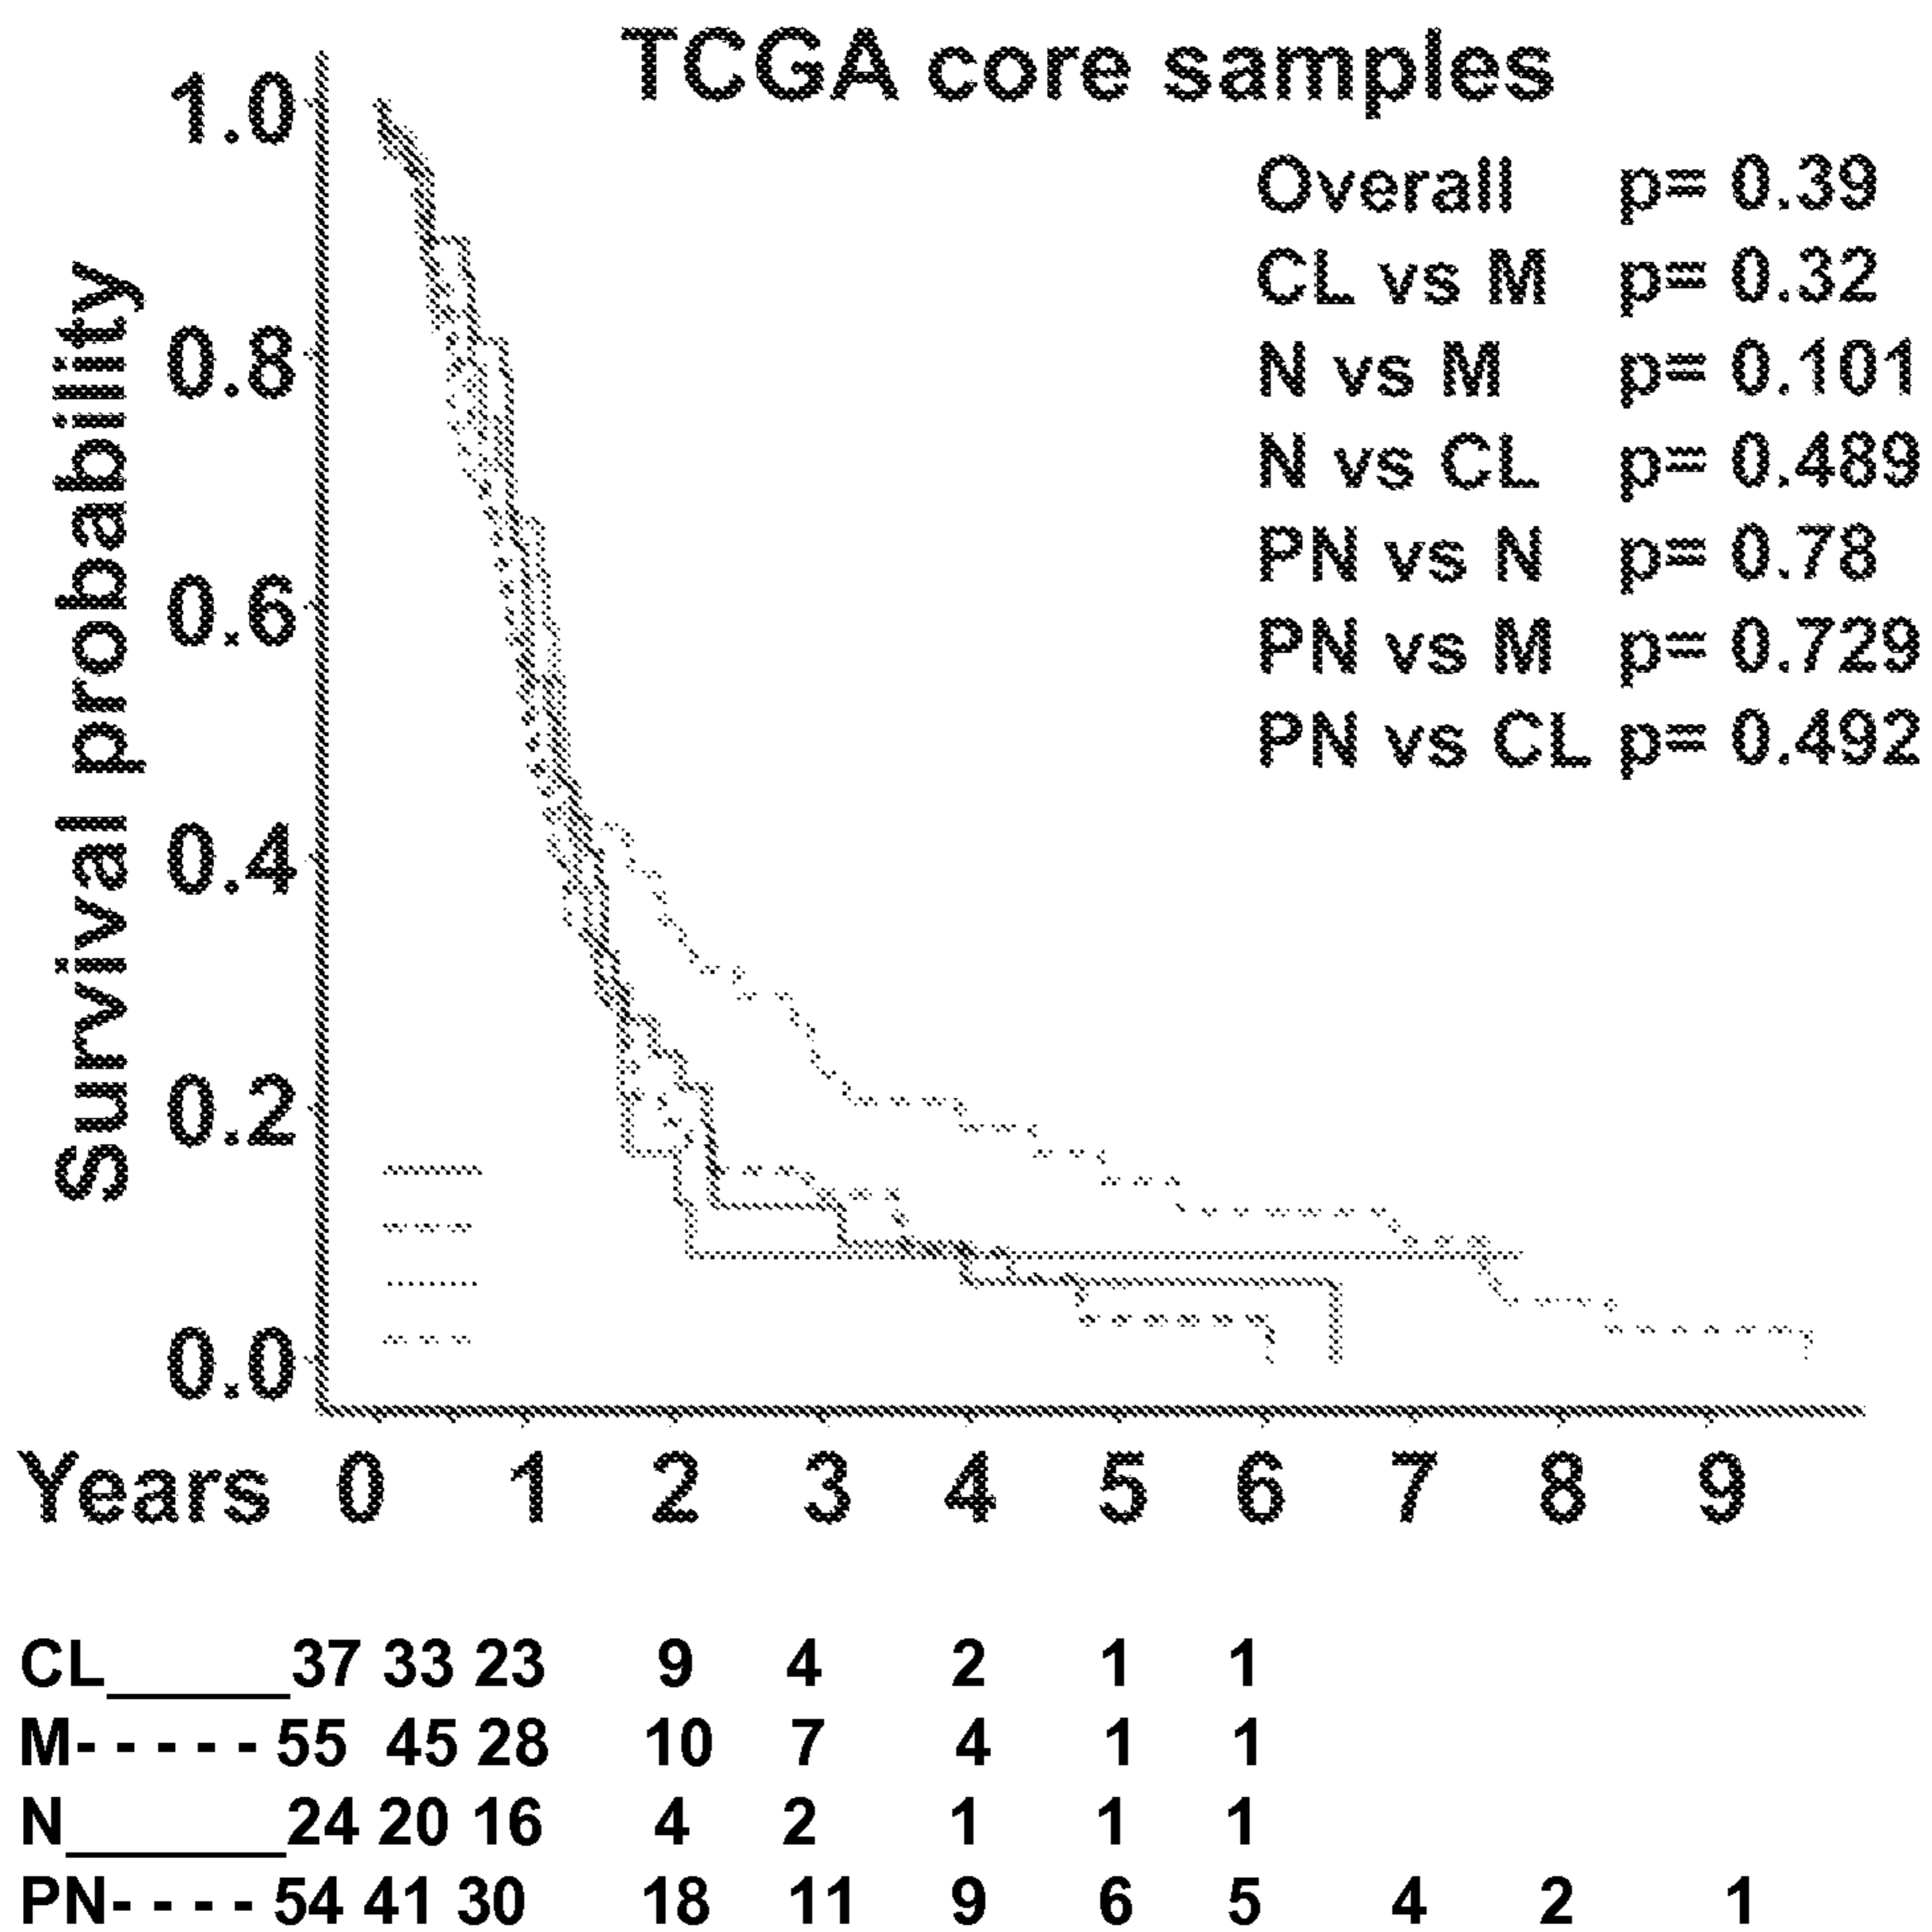 TCGA core samples
1.0
0.8
0.6
0.4
0.2
0.0
Survival probability
Overall p= 0.39
CL vs M p= 0.32
N vs M p= 0.101
N vs CL p= 0.489
PN vs N p= 0.78
PN vs M p= 0.729
PN vs CL p= 0.492
Years 0 1 2 3 4 5 6 7 8 9
CL______37 33 23 9 4 2 1 1
M- - - - - 55 45 28 10 7 4 1 1
N_______24 20 16 4 2 1 1 1
PN- - - - 54 41 30 18 11 9 6 5 4 2 1